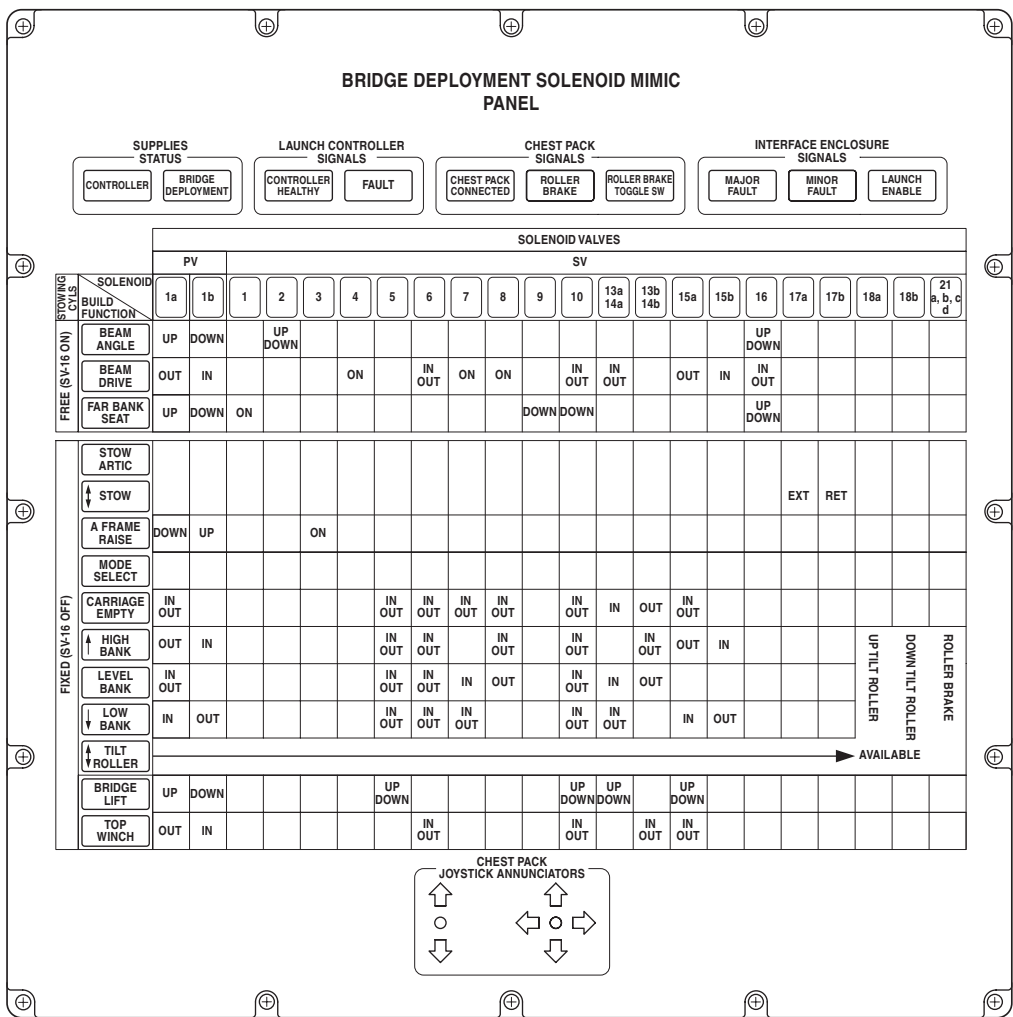 BRIDGE DEPLOYMENT SOLENOID MIMIC
PANEL
SUPPLIES
STATUS
CONTROLLER
BRIDGE
DEPLOYMENT
LAUNCH CONTROLLER
SIGNALS
CONTROLLER
HEALTHY
FAULT
CHEST PACK
SIGNALS
CHEST PACK
CONNECTED
ROLLER
BRAKE
ROLLER BRAKE
TOGGLE SW
INTERFACE ENCLOSURE
SIGNALS
MAJOR
FAULT
MINOR
FAULT
LAUNCH
ENABLE
SOLENOID VALVES
PV SV
STOWING
CYLS
SOLENOID
BUILD
FUNCTION
1a 1b 1 2 3 4 5 6 7 8 9 10 13a 14a 13b 14b 15a 15b 16 17a 17b 18a 18b 21 a, b, c d
FREE (SV-16 ON)
BEAM
ANGLE
UP DOWN UP DOWN UP DOWN
BEAM
DRIVE
OUT IN ON IN OUT ON ON IN OUT IN OUT OUT IN IN OUT
FAR BANK
SEAT
UP DOWN ON DOWN DOWN UP DOWN
FIXED (SV-16 OFF)
STOW
ARTIC
STOW
EXT RET
A FRAME
RAISE
DOWN UP ON
MODE
SELECT
CARRIAGE
EMPTY
IN OUT IN OUT IN OUT IN OUT IN OUT IN OUT IN OUT IN OUT
HIGH
BANK
OUT IN IN OUT IN OUT IN OUT IN OUT IN OUT OUT IN
LEVEL
BANK
IN OUT IN OUT IN OUT IN OUT IN OUT IN OUT
LOW
BANK
IN OUT IN OUT IN OUT IN OUT IN OUT IN OUT IN OUT
UP TILT ROLLER
DOWN TILT ROLLER
ROLLER BRAKE
TILT
ROLLER
AVAILABLE
BRIDGE
LIFT
UP DOWN UP DOWN UP DOWN UP DOWN UP DOWN
TOP
WINCH
OUT IN IN OUT IN OUT IN OUT IN OUT
CHEST PACK
JOYSTICK ANNUNCIATORS